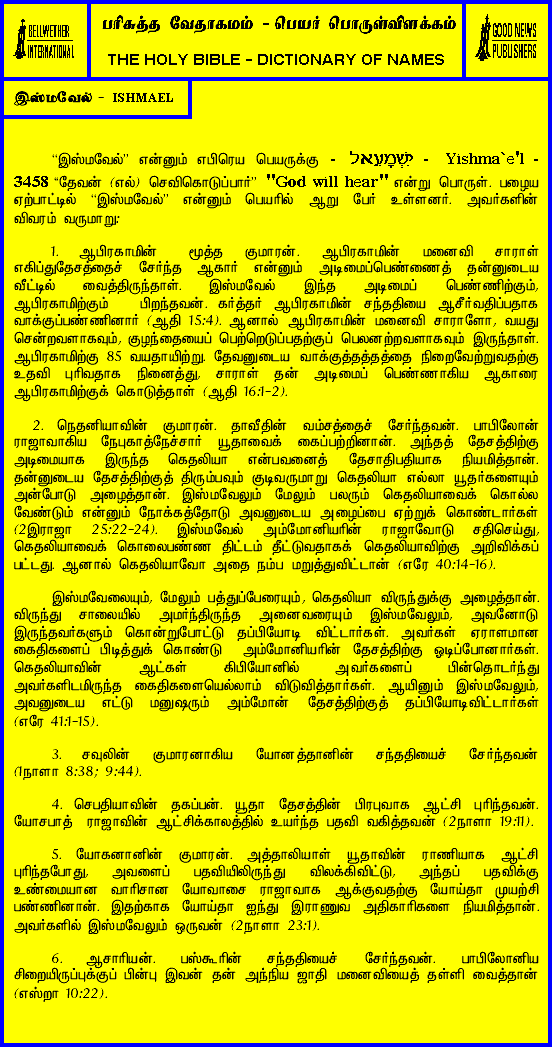 BELLWETHER
INTERNATIONAL
பரிசுத்த வேதாகமம் - பெயர் பொருள்விளக்கம்
THE HOLY BIBLE - DICTIONARY OF NAMES
GOOD NEWS
PUBLISHERS
இஸ்மவேல் - ISHMAEL
“இஸ்மவேல்” என்னும் எபிரெய பெயருக்கு - יִשְׁמָעֵאל - Yishma`e'l -
3458 “தேவன் (எல்) செவிகொடுப்பார்” "God will hear" என்று பொருள். பழைய
ஏற்பாட்டில் “இஸ்மவேல்” என்னும் பெயரில் ஆறு பேர் உள்ளனர். அவர்களின்
விவரம் வருமாறு:
1. ஆபிரகாமின் மூத்த குமாரன். ஆபிரகாமின் மனைவி சாராள்
எகிப்துதேசத்தைச் சேர்ந்த ஆகார் என்னும் அடிமைப்பெண்ணைத் தன்னுடைய
வீட்டில் வைத்திருந்தாள். இஸ்மவேல் இந்த அடிமைப் பெண்ணிற்கும்,
ஆபிரகாமிற்கும் பிறந்தவன். கர்த்தர் ஆபிரகாமின் சந்ததியை ஆசீர்வதிப்பதாக
வாக்குப்பண்ணினார் (ஆதி 15:4). ஆனால் ஆபிரகாமின் மனைவி சாராளோ, வயது
சென்றவளாகவும், குழந்தையைப் பெற்றெடுப்பதற்குப் பெலனற்றவளாகவும் இருந்தாள்.
ஆபிரகாமிற்கு 85 வயதாயிற்று. தேவனுடைய வாக்குத்தத்தத்தை நிறைவேற்றுவதற்கு
உதவி புரிவதாக நினைத்து, சாராள் தன் அடிமைப் பெண்ணாகிய ஆகாரை
ஆபிரகாமிற்குக் கொடுத்தாள் (ஆதி 16:1-2).
2. நெதனியாவின் குமாரன். தாவீதின் வம்சத்தைச் சேர்ந்தவன். பாபிலோன்
ராஜாவாகிய நேபுகாத்நேச்சார் யூதாவைக் கைப்பற்றினான். அந்தத் தேசத்திற்கு
அடிமையாக இருந்த கெதலியா என்பவனைத் தேசாதிபதியாக நியமித்தான்.
தன்னுடைய தேசத்திற்குத் திரும்பவும் குடிவருமாறு கெதலியா எல்லா யூதர்களையும்
அன்போடு அழைத்தான். இஸ்மவேலும் மேலும் பலரும் கெதலியாவைக் கொல்ல
வேண்டும் என்னும் நோக்கத்தோடு அவனுடைய அழைப்பை ஏற்றுக் கொண்டார்கள்
(2இராஜா 25:22-24). இஸ்மவேல் அம்மோனியரின் ராஜாவோடு சதிசெய்து,
கெதலியாவைக் கொலைபண்ண திட்டம் தீட்டுவதாகக் கெதலியாவிற்கு அறிவிக்கப்
பட்டது. ஆனால் கெதலியாவோ அதை நம்ப மறுத்துவிட்டான் (எரே 40:14-16).
இஸ்மவேலையும், மேலும் பத்துப்பேரையும், கெதலியா விருந்துக்கு அழைத்தான்.
விருந்து சாலையில் அமர்ந்திருந்த அனைவரையும் இஸ்மவேலும், அவனோடு
இருந்தவர்களும் கொன்றுபோட்டு தப்பியோடி விட்டார்கள். அவர்கள் ஏராளமான
கைதிகளைப் பிடித்துக் கொண்டு அம்மோனியரின் தேசத்திற்கு ஓடிப்போனார்கள்.
கெதலியாவின் ஆட்கள் கிபியோனில் அவர்களைப் பின்தொடர்ந்து
அவர்களிடமிருந்த கைதிகளையெல்லாம் விடுவித்தார்கள். ஆயினும் இஸ்மவேலும்,
அவனுடைய எட்டு மனுஷரும் அம்மோன் தேசத்திற்குத் தப்பியோடிவிட்டார்கள்
(எரே 41:1-15).
3. சவுலின் குமாரனாகிய யோனத்தானின் சந்ததியைச் சேர்ந்தவன்
(1நாளா 8:38; 9:44).
4. செபதியாவின் தகப்பன். யூதா தேசத்தின் பிரபுவாக ஆட்சி புரிந்தவன்.
யோசபாத் ராஜாவின் ஆட்சிக்காலத்தில் உயர்ந்த பதவி வகித்தவன் (2நாளா 19:11).
5. யோகனானின் குமாரன். அத்தாலியாள் யூதாவின் ராணியாக ஆட்சி
புரிந்தபோது, அவளைப் பதவியிலிருந்து விலக்கிவிட்டு, அந்தப் பதவிக்கு
உண்மையான வாரிசான யோவாசை ராஜாவாக ஆக்குவதற்கு யோய்தா முயற்சி
பண்ணினான். இதற்காக யோய்தா ஐந்து இராணுவ அதிகாரிகளை நியமித்தான்.
அவர்களில் இஸ்மவேலும் ஒருவன் (2நாளா 23:1).
6. ஆசாரியன். பஸ்கூரின் சந்ததியைச் சேர்ந்தவன். பாபிலோனிய
சிறையிருப்புக்குப் பின்பு இவன் தன் அந்நிய ஜாதி மனைவியைத் தள்ளி வைத்தான்
(எஸ்றா 10:22).